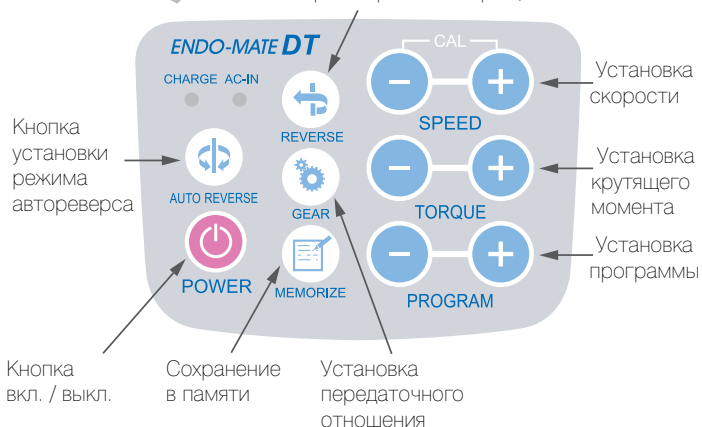 ENDO-MATE DT
CAL
CHARGE AC-IN
REVERSE
SPEED
Установка
скорости
Кнопка
установки
режима
автореверса
AUTO REVERSE
GEAR
TORQUE
Установка
крутящего
момента
POWER
MEMORIZE
PROGRAM
Установка
программы
Кнопка
вкл. / выкл.
Сохранение
в памяти
Установка
передаточного
отношения